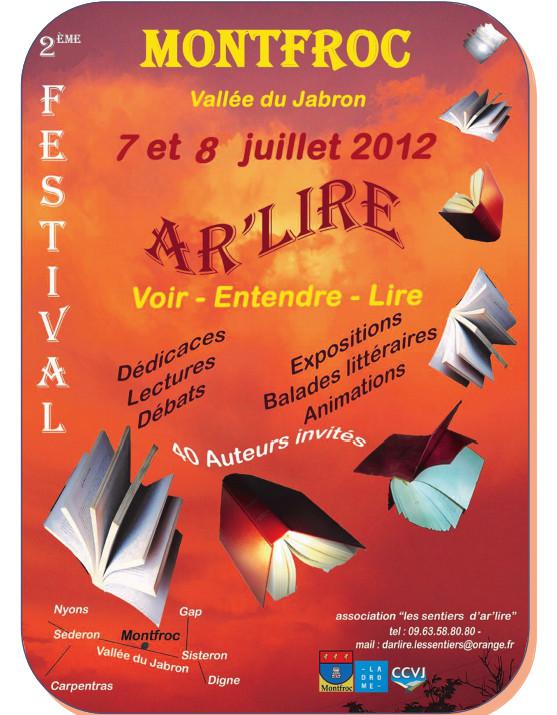 2ÈME
FESTIVAL
MONTFROC
Vallée du Jabron
7 et 8 juillet 2012
AR'LIRE
Voir - Entendre - Lire
Dédicaces
Lectures
Débats
Expositions
Balades littéraires
Animations
40 Auteurs invités
Nyons
Gap
Sederon
Montfroc
Vallée du Jabron
Sisteron
Digne
Carpentras
association "les sentiers d'ar'lire"
tel : 09.63.58.80.80 -
mail : darlire.lessentiers@orange.fr
Montfroc
- L A
D R O
M E -
CCVJ